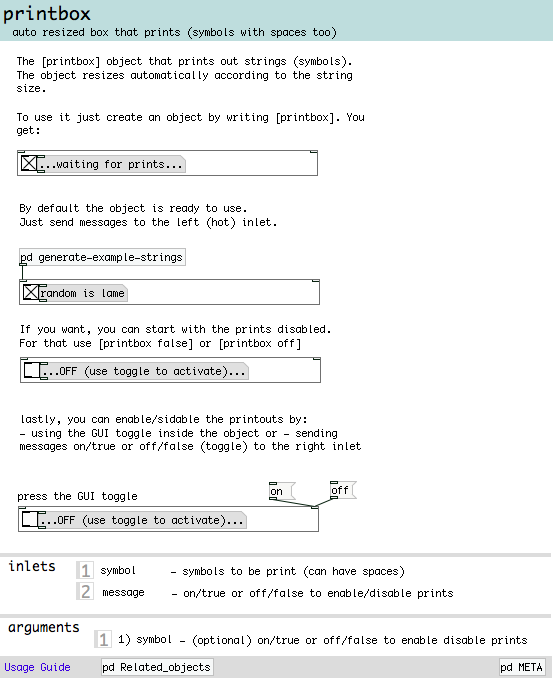 printbox
auto resized box that prints (symbols with spaces too)
The [printbox] object that prints out strings (symbols).
The object resizes automatically according to the string
size.
To use it just create an object by writing [printbox]. You
get:
...waiting for prints...
By default the object is ready to use.
Just send messages to the left (hot) inlet.
pd generate-example-strings
random is lame
If you want, you can start with the prints disabled.
For that use [printbox false] or [printbox off]
...OFF (use toggle to activate)...
lastly, you can enable/sidable the printouts by:
- using the GUI toggle inside the object or - sending
messages on/true or off/false (toggle) to the right inlet
press the GUI toggle
on
off
...OFF (use toggle to activate)...
inlets
1 symbol - symbols to be print (can have spaces)
2 message - on/true or off/false to enable/disable prints
arguments
1 1) symbol - (optional) on/true or off/false to enable disable prints
Usage Guide pd Related_objects pd META